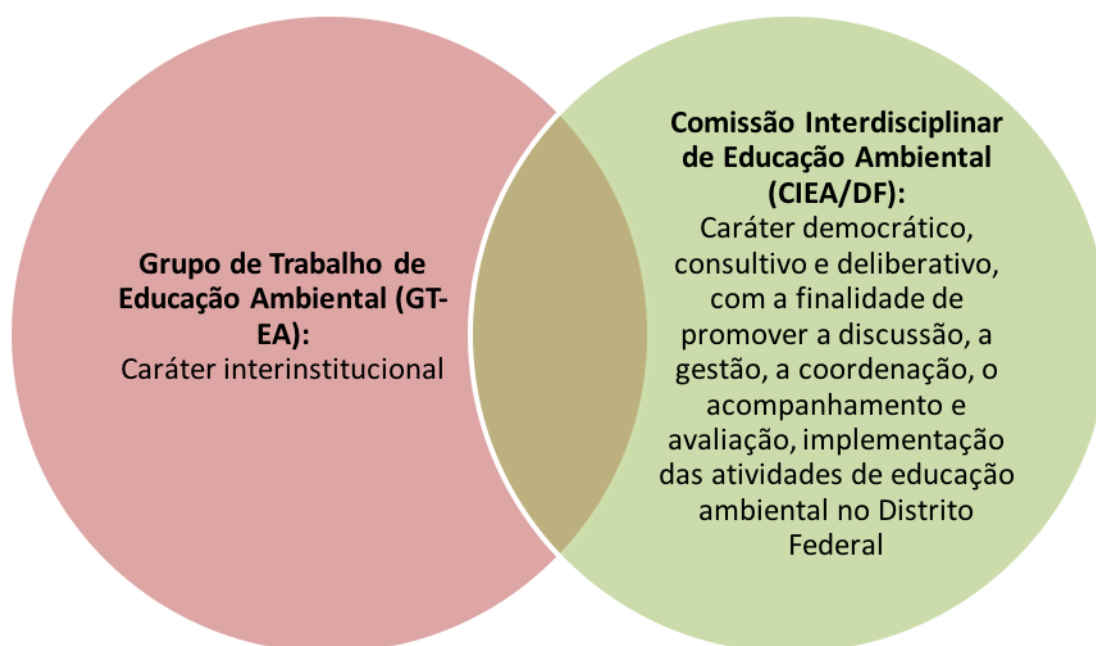 Grupo de Trabalho de
Educação Ambiental (GT-
EA):
Caráter interinstitucional
Comissão Interdisciplinar
de Educação Ambiental
(CIEA/DF):
Caráter democrático,
consultivo e deliberativo,
com a finalidade de
promover a discussão, a
gestão, a coordenação, o
acompanhamento e
avaliação, implementação
das atividades de educação
ambiental no Distrito
Federal